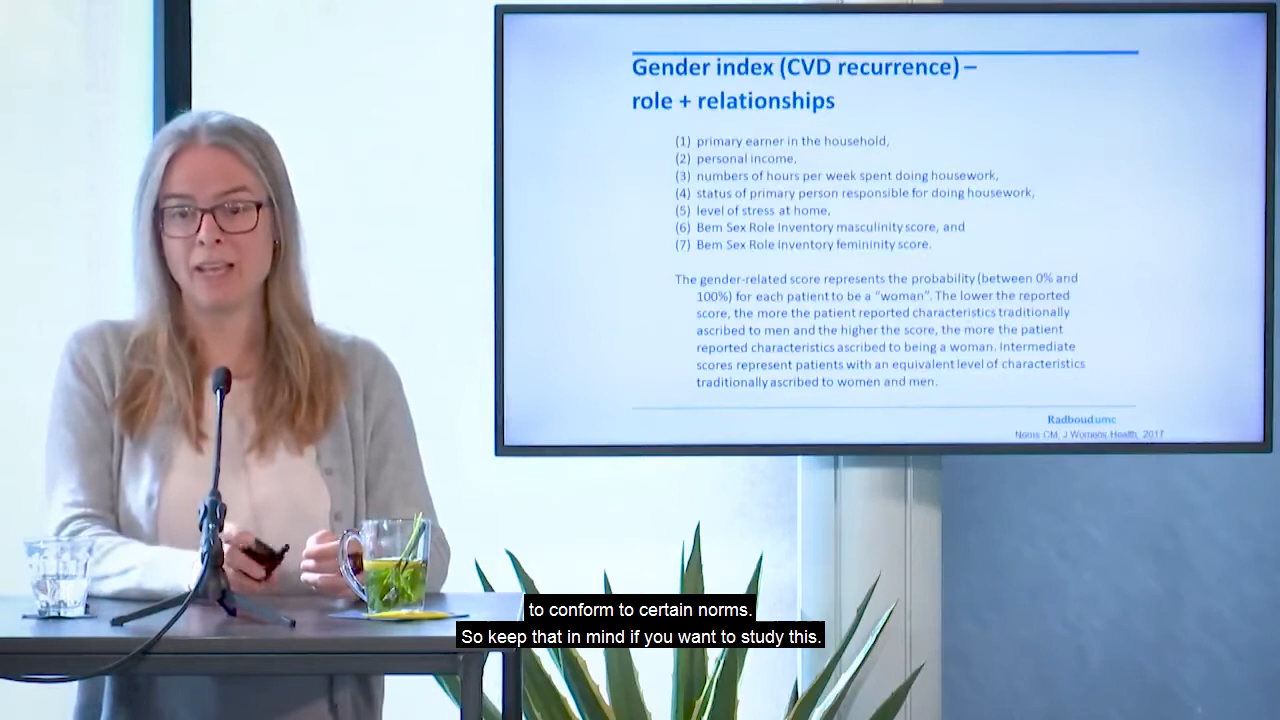 Gender index (CVD recurrence) –
role + relationships
(1) primary earner in the household,
(2) personal income,
(3) numbers of hours per week spent doing housework,
(4) status of primary person responsible for doing housework,
(5) level of stress at home,
(6) Bem Sex Role Inventory masculinity score, and
(7) Bem Sex Role Inventory femininity score.
The gender-related score represents the probability (between 0% and
100%) for each patient to be a “woman”. The lower the reported
score, the more the patient reported characteristics traditionally
ascribed to men and the higher the score, the more the patient
reported characteristics ascribed to being a woman. Intermediate
scores represent patients with an equivalent level of characteristics
traditionally ascribed to women and men.
Radboudumc
Norris CM, J Womens Health, 2017
to conform to certain norms.
So keep that in mind if you want to study this.